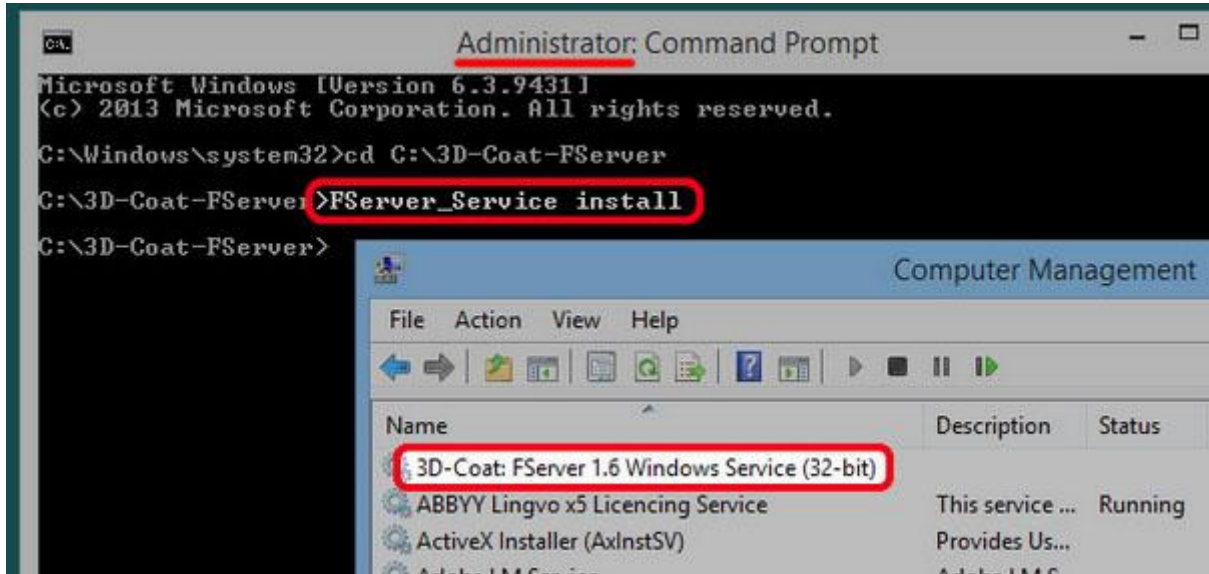 Administrator: Command Prompt
Microsoft Windows [Version 6.3.9431]
(c) 2013 Microsoft Corporation. All rights reserved.
C:\Windows\system32>cd C:\3D-Coat-FServer
C:\3D-Coat-FServer>FServer_Service install
C:\3D-Coat-FServer>
Computer Management
File Action View Help
Name Description Status
3D-Coat: FServer 1.6 Windows Service (32-bit)
ABBYY Lingvo x5 Licencing Service This service ... Running
ActiveX Installer (AxInstSV) Provides Us...